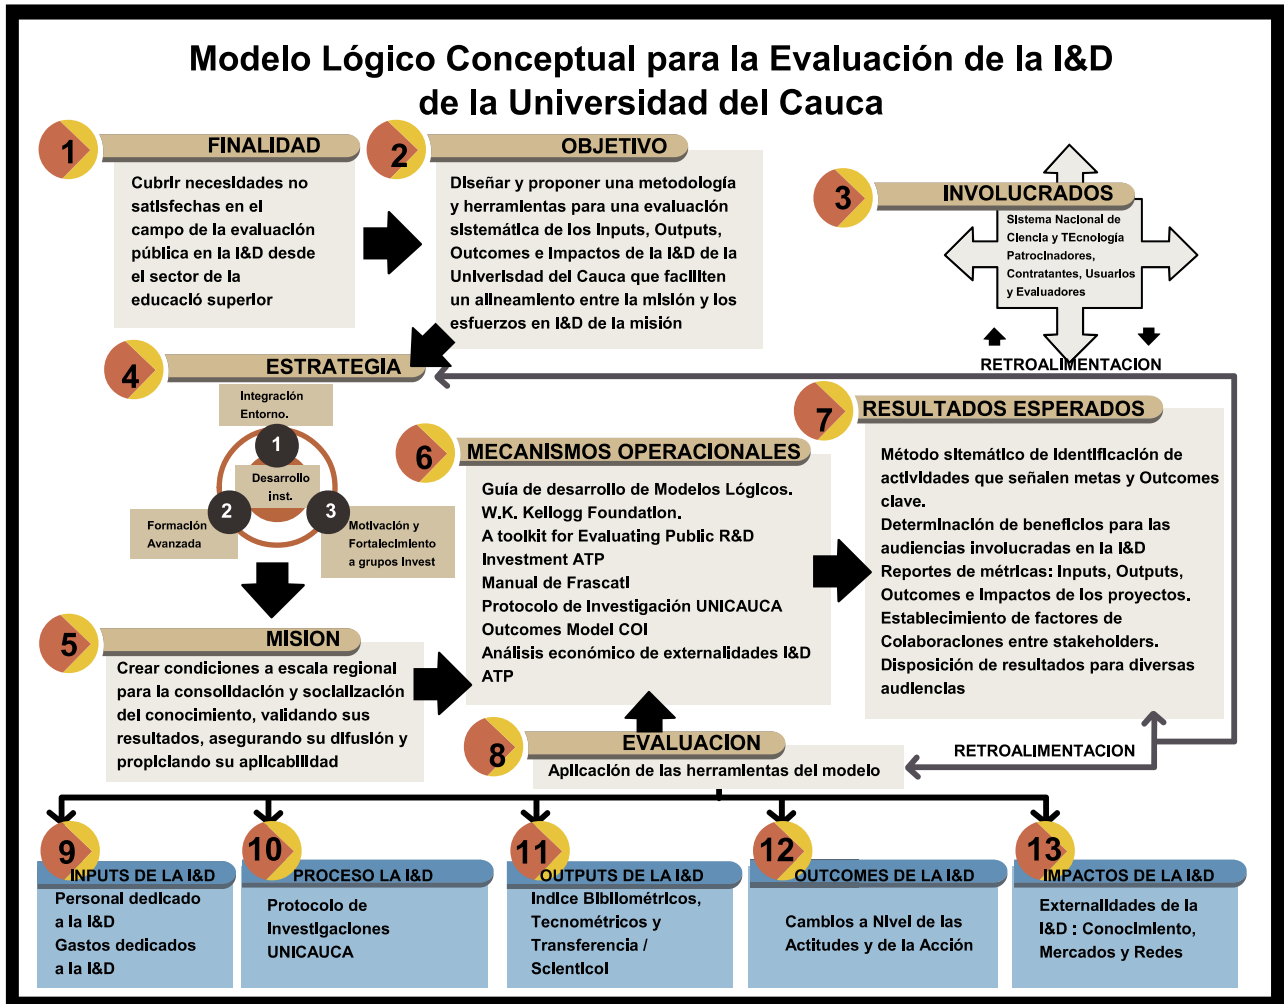 Modelo Lógico Conceptual para la Evaluación de la I&D
de la Universidad del Cauca
1
FINALIDAD
Cubrir necesidades no
satisfechas en el
campo de la evaluación
pública en la I&D desde
el sector de la
educació superior
2
OBJETIVO
Diseñar y proponer una metodología
y herramientas para una evaluación
sistemática de los Inputs, Outputs,
Outcomes e Impactos de la I&D de la
Univerisdad del Cauca que faciliten
un alineamiento entre la misión y los
esfuerzos en I&D de la misión
3
INVOLUCRADOS
Sistema Nacional de
Ciencia y TEcnología
Patrocinadores,
Contratantes, Usuarios
y Evaluadores
RETROALIMENTACION
4
ESTRATEGIA
Integración
Entorno.
1
Desarrollo
inst.
2
3
Formación
Avanzada
Motivación y
Fortalecimiento
a grupos Invest
5
MISION
Crear condiciones a escala regional
para la consolidación y socialización
del conocimiento, validando sus
resultados, asegurando su difusión y
propiciando su aplicabilidad
6
MECANISMOS OPERACIONALES
Guía de desarrollo de Modelos Lógicos.
W.K. Kellogg Foundation.
A toolkit for Evaluating Public R&D
Investment ATP
Manual de Frascati
Protocolo de Investigación UNICAUCA
Outcomes Model COI
Análisis económico de externalidades I&D
ATP
7
RESULTADOS ESPERADOS
Método sitemático de identificación de
actividades que señalen metas y Outcomes
clave.
Determinación de beneficios para las
audiencias involucradas en la I&D
Reportes de métricas: Inputs, Outputs,
Outcomes e Impactos de los proyectos.
Establecimiento de factores de
Colaboraciones entre stakeholders.
Disposición de resultados para diversas
audiencias
8
EVALUACION
Aplicación de las herramientas del modelo
RETROALIMENTACION
9
INPUTS DE LA I&D
Personal dedicado
a la I&D
Gastos dedicados
a la I&D
10
PROCESO LA I&D
Protocolo de
Investigaciones
UNICAUCA
11
OUTPUTS DE LA I&D
Indice Bibliométricos,
Tecnométricos y
Transferencia /
Scienticol
12
OUTCOMES DE LA I&D
Cambios a Nivel de las
Actitudes y de la Acción
13
IMPACTOS DE LA I&D
Externalidades de la
I&D : Conocimiento,
Mercados y Redes